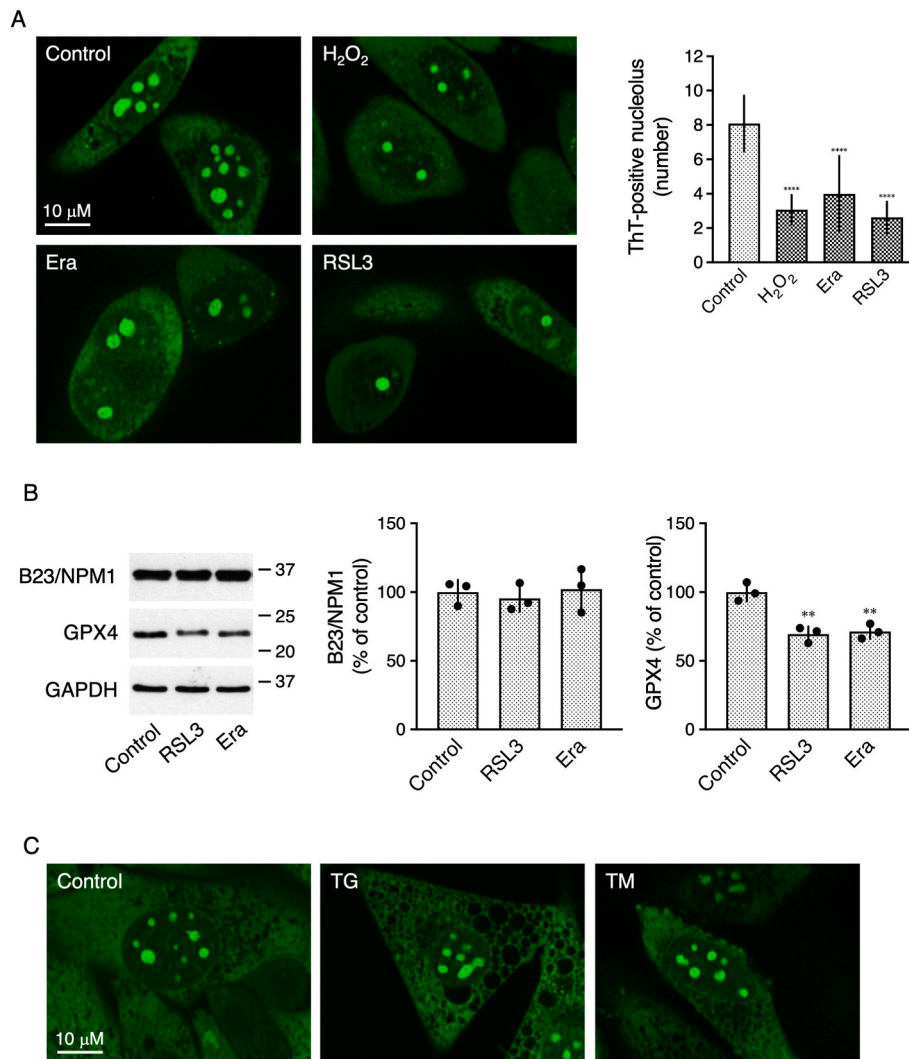 A
Control
10 µM
H₂O₂
Era
RSL3
ThT-positive nucleolus
(number)
12
10
8
6
4
2
0
****
****
****
Control
H₂O₂
Era
RSL3
B
B23/NPM1
37
GPX4
25
20
GAPDH
37
Control
RSL3
Era
B23/NPM1
(% of control)
150
100
50
0
Control
RSL3
Era
GPX4 (% of control)
150
100
50
0
**
**
Control
RSL3
Era
C
Control
10 µM
TG
TM